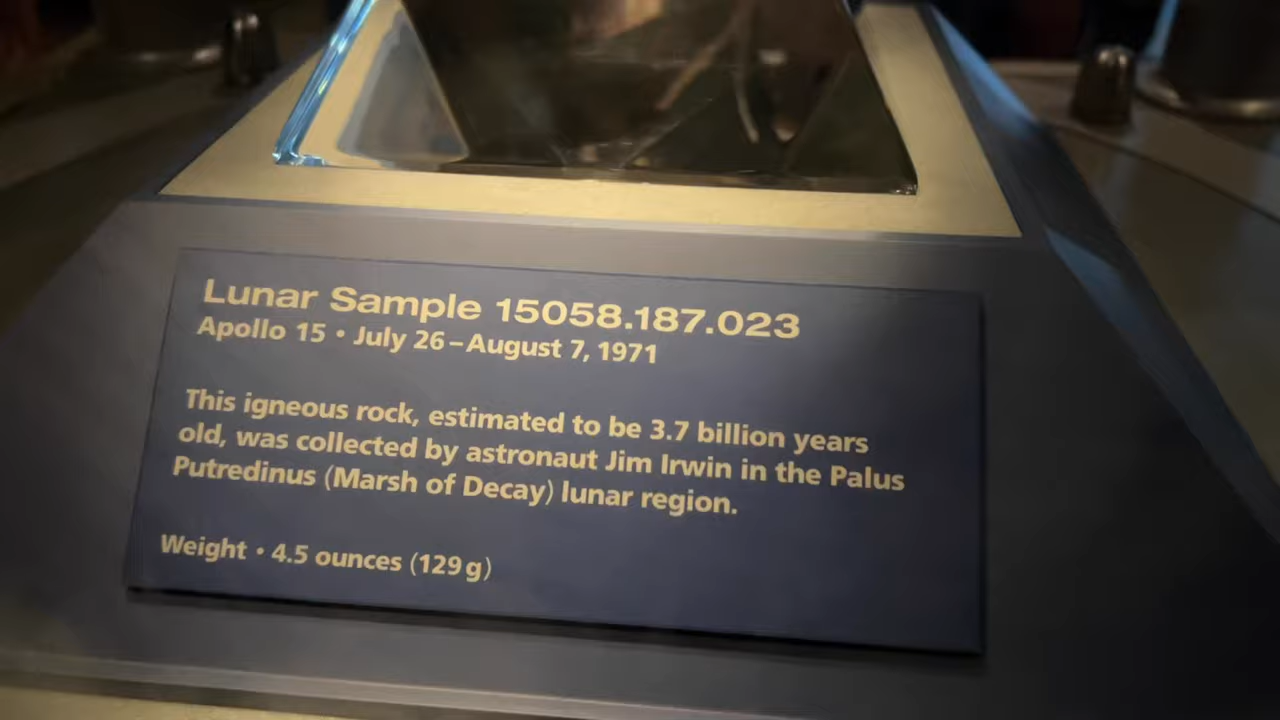 Lunar Sample 15058.187.023
Apollo 15 • July 26 – August 7, 1971
This igneous rock, estimated to be 3.7 billion years
old, was collected by astronaut Jim Irwin in the Palus
Putredinus (Marsh of Decay) lunar region.
Weight • 4.5 ounces (129 g)